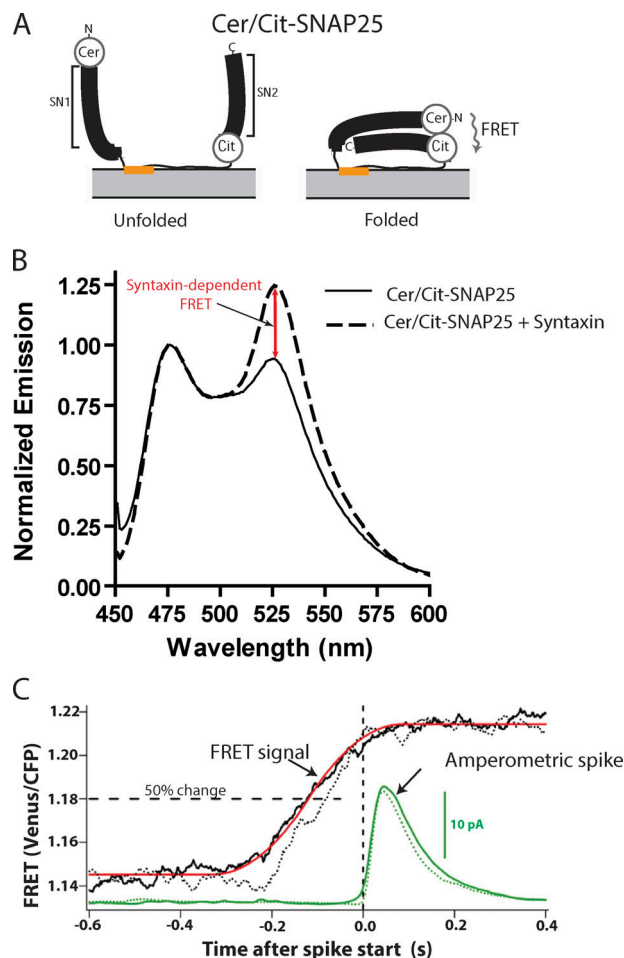 A
Cer/Cit-SNAP25
N
Cer
SN1
C
SN2
Cit
Unfolded
Cer
N
C
Cit
FRET
Folded
B
Normalized Emission
1.25
1.00
0.75
0.50
0.25
0.00
Syntaxin-dependent
FRET
Cer/Cit-SNAP25
Cer/Cit-SNAP25 + Syntaxin
450 475 500 525 550 575 600
Wavelength (nm)
C
FRET (Venus/CFP)
1.22
1.20
1.18
1.16
1.14
FRET signal
50% change
Amperometric spike
10 pA
-0.6 -0.4 -0.2 0.0 0.2 0.4
Time after spike start (s)